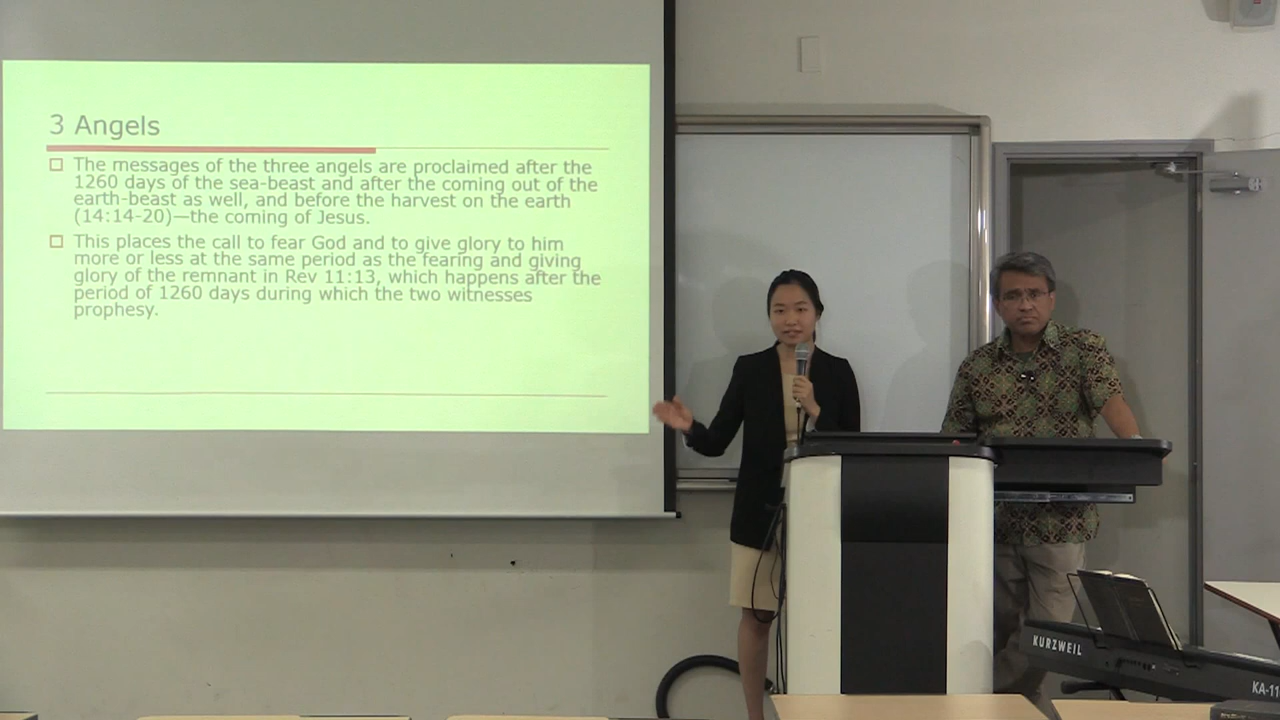 3 Angels
The messages of the three angels are proclaimed after the
1260 days of the sea-beast and after the coming out of the
earth-beast as well, and before the harvest on the earth
(14:14-20)—the coming of Jesus.
This places the call to fear God and to give glory to him
more or less at the same period as the fearing and giving
glory of the remnant in Rev 11:13, which happens after the
period of 1260 days during which the two witnesses
prophesy.
KURZWEIL
KA-11